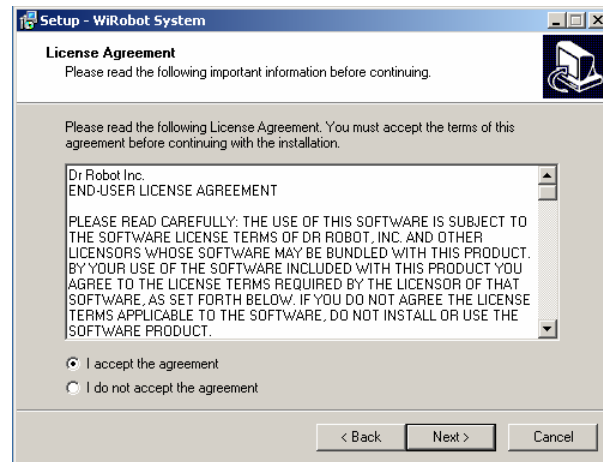 Setup - WiRobot System
License Agreement
Please read the following important information before continuing.
Please read the following License Agreement. You must accept the terms of this
agreement before continuing with the installation.
Dr Robot Inc.
END-USER LICENSE AGREEMENT
PLEASE READ CAREFULLY: THE USE OF THIS SOFTWARE IS SUBJECT TO
THE SOFTWARE LICENSE TERMS OF DR ROBOT, INC. AND OTHER
LICENSORS WHOSE SOFTWARE MAY BE BUNDLED WITH THIS PRODUCT.
BY YOUR USE OF THE SOFTWARE INCLUDED WITH THIS PRODUCT YOU
AGREE TO THE LICENSE TERMS REQUIRED BY THE LICENSOR OF THAT
SOFTWARE, AS SET FORTH BELOW. IF YOU DO NOT AGREE THE LICENSE
TERMS APPLICABLE TO THE SOFTWARE, DO NOT INSTALL OR USE THE
SOFTWARE PRODUCT.
I accept the agreement
I do not accept the agreement
< Back Next > Cancel